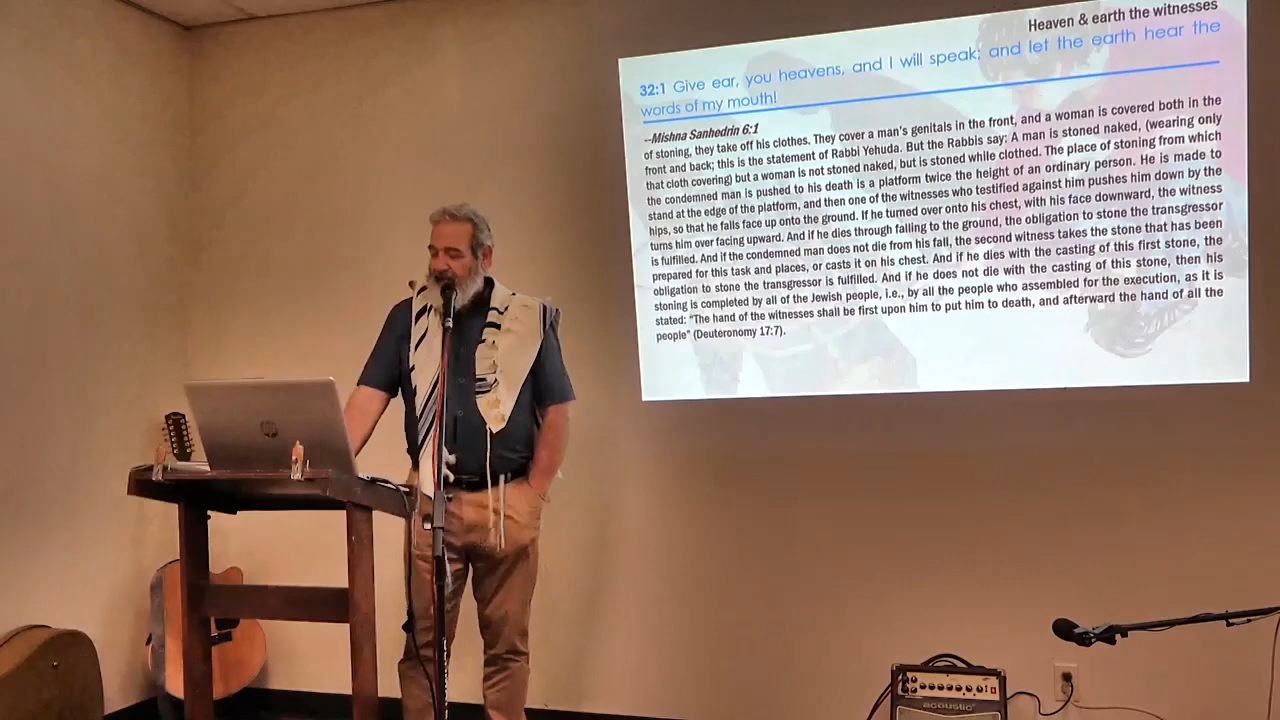 Heaven & earth the witnesses
32:1 Give ear, you heavens, and I will speak; and let the earth hear the
words of my mouth!
--Mishna Sanhedrin 6:1
of stoning, they take off his clothes. They cover a man's genitals in the front, and a woman is covered both in the
front and back; this is the statement of Rabbi Yehuda. But the Rabbis say: A man is stoned naked, (wearing only
that cloth covering) but a woman is not stoned naked, but is stoned while clothed. The place of stoning from which
the condemned man is pushed to his death is a platform twice the height of an ordinary person. He is made to
stand at the edge of the platform, and then one of the witnesses who testified against him pushes him down by the
hips, so that he falls face up onto the ground. If he turned over onto his chest, with his face downward, the witness
turns him over facing upward. And if he dies through falling to the ground, the obligation to stone the transgressor
is fulfilled. And if the condemned man does not die from his fall, the second witness takes the stone that has been
prepared for this task and places, or casts it on his chest. And if he dies with the casting of this first stone, the
obligation to stone the transgressor is fulfilled. And if he does not die with the casting of this stone, then his
stoning is completed by all of the Jewish people, i.e., by all the people who assembled for the execution, as it is
stated: "The hand of the witnesses shall be first upon him to put him to death, and afterward the hand of all the
people" (Deuteronomy 17:7).
hp
acoustic